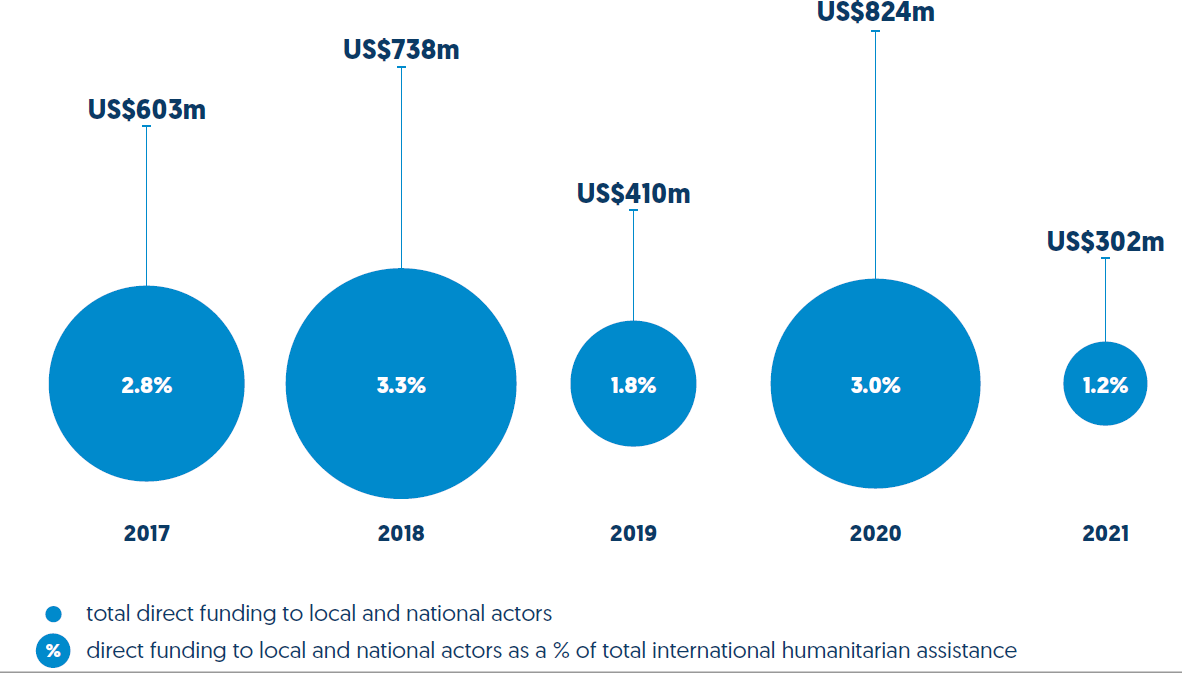 US$824m
US$738m
US$603m
US$410m
US$302m
2.8%
3.3%
1.8%
3.0%
1.2%
2017
2018
2019
2020
2021
total direct funding to local and national actors
% direct funding to local and national actors as a % of total international humanitarian assistance